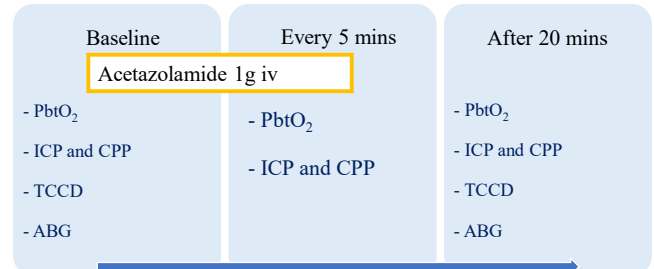 Baseline
Every 5 mins
After 20 mins
Acetazolamide 1g iv
- PbtO₂
- ICP and CPP
- TCCD
- ABG
- PbtO₂
- ICP and CPP
- PbtO₂
- ICP and CPP
- TCCD
- ABG